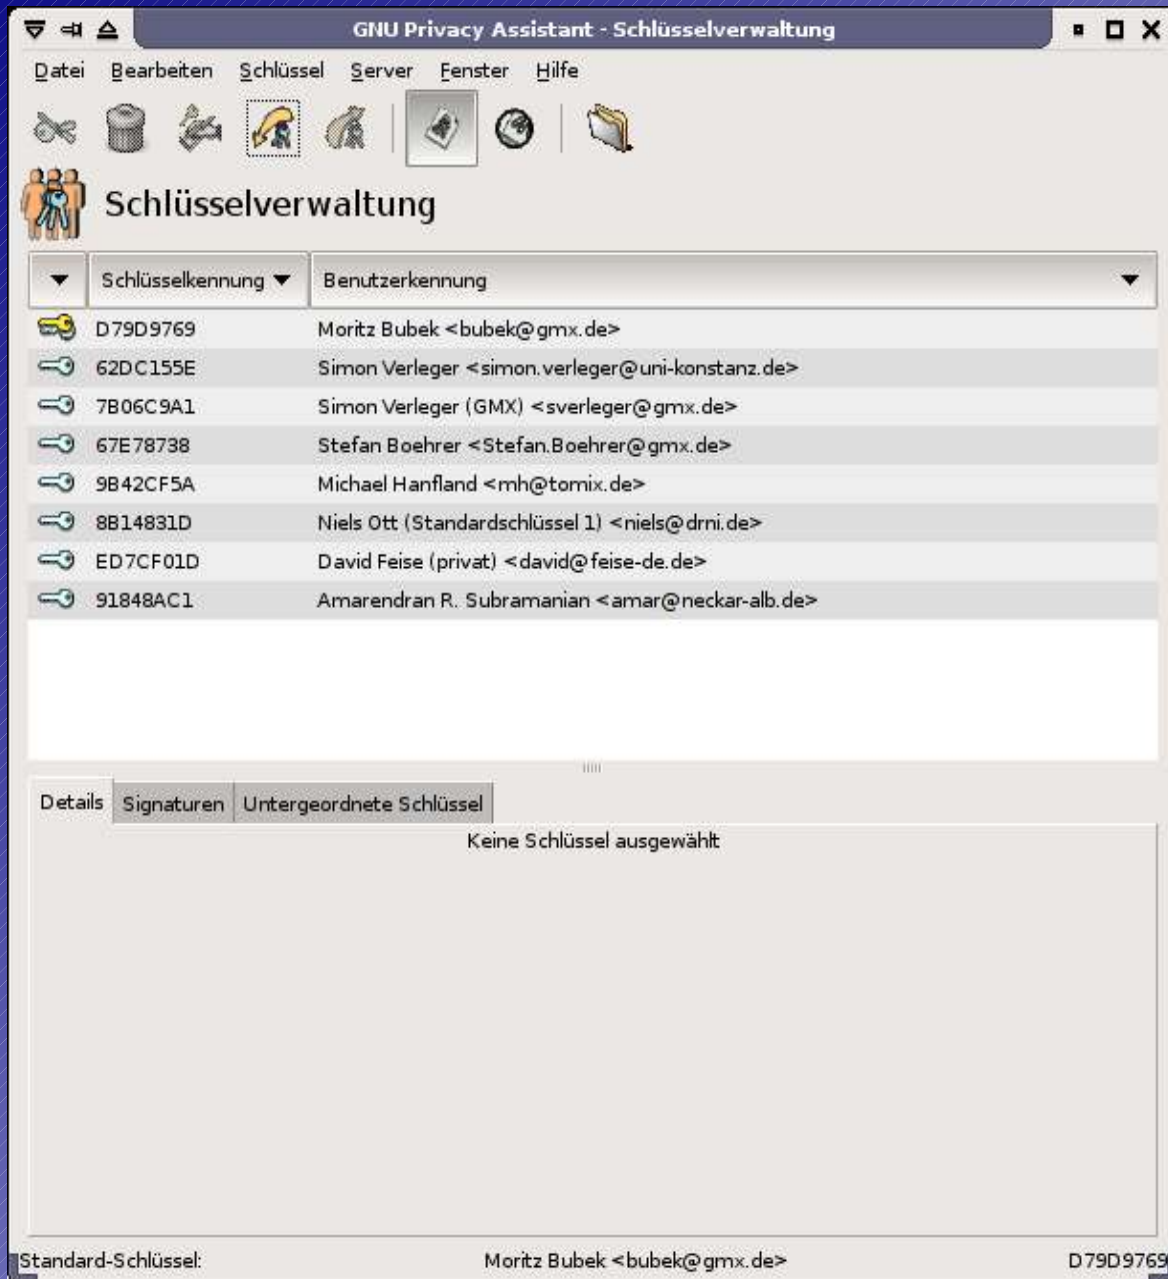 GNU Privacy Assistant - Schlüsselverwaltung
Datei Bearbeiten Schlüssel Server Fenster Hilfe
Schlüsselverwaltung
Schlüsselkennung Benutzerkennung
D79D9769 Moritz Bubek <bubek@gmx.de>
62DC155E Simon Verleger <simon.verleger@uni-konstanz.de>
7B06C9A1 Simon Verleger (GMX) <sverleger@gmx.de>
67E78738 Stefan Boehrer <Stefan.Boehrer@gmx.de>
9B42CF5A Michael Hanfland <mh@tomix.de>
8B14831D Niels Ott (Standardschlüssel 1) <niels@drni.de>
ED7CF01D David Feise (privat) <david@feise-de.de>
91848AC1 Amarendran R. Subramanian <amar@neckar-alb.de>
Details Signaturen Untergeordnete Schlüssel
Keine Schlüssel ausgewählt
Standard-Schlüssel: Moritz Bubek <bubek@gmx.de> D79D9769